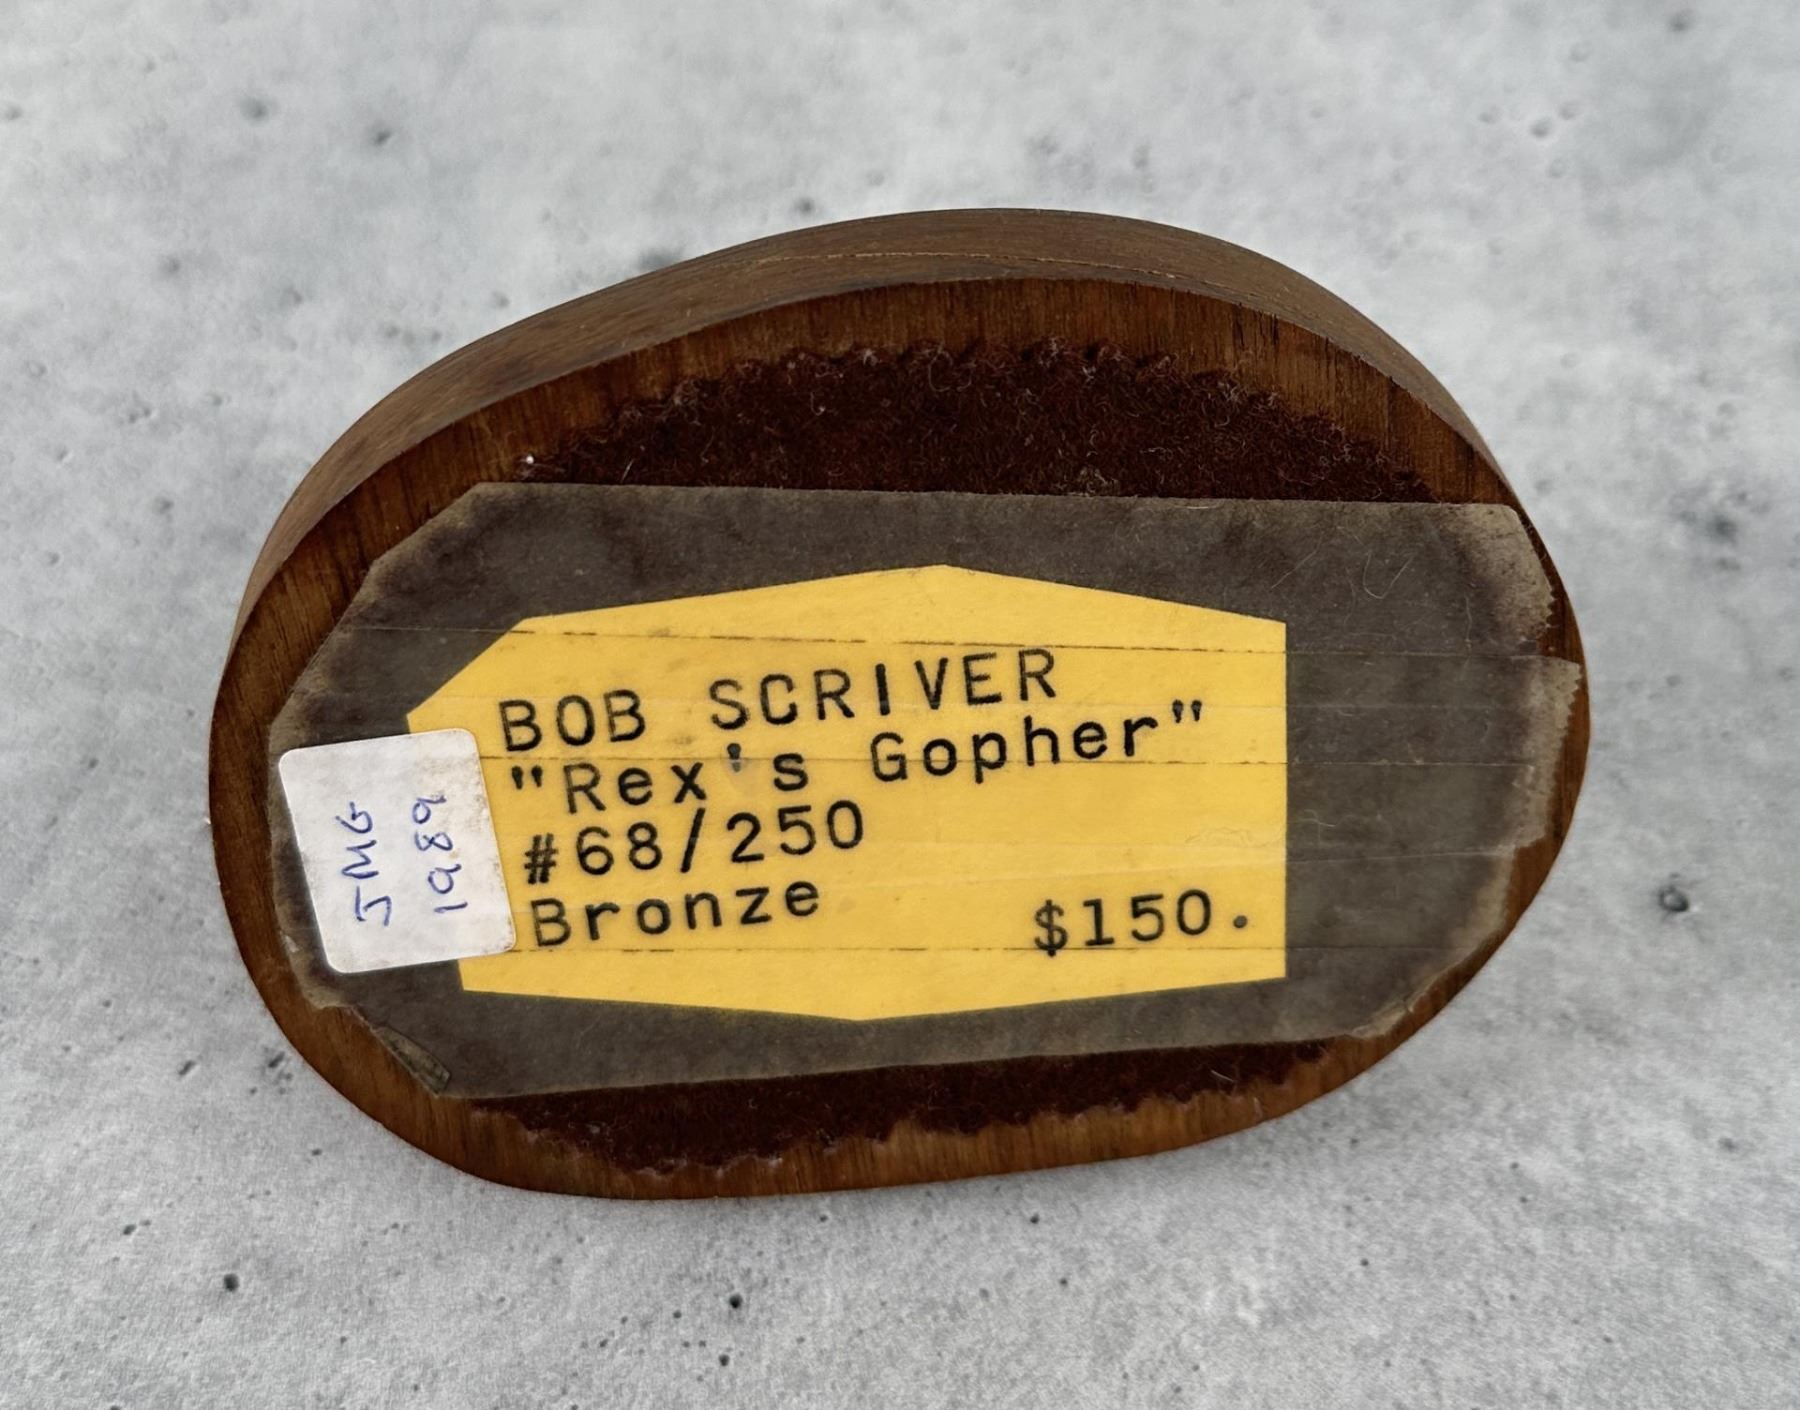 BOB SCRIVER
"Rex's Gopher"
#68/250
Bronze $150.
JMG
1989